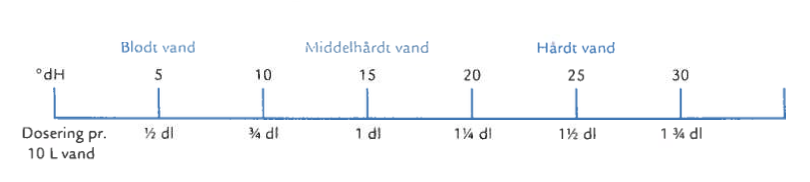 Blødt vand Middelhårdt vand Hårdt vand
°dH 5 10 15 20 25 30
Dosering pr. ½ dl ¾ dl 1 dl 1¼ dl 1½ dl 1 ¾ dl
10 L vand